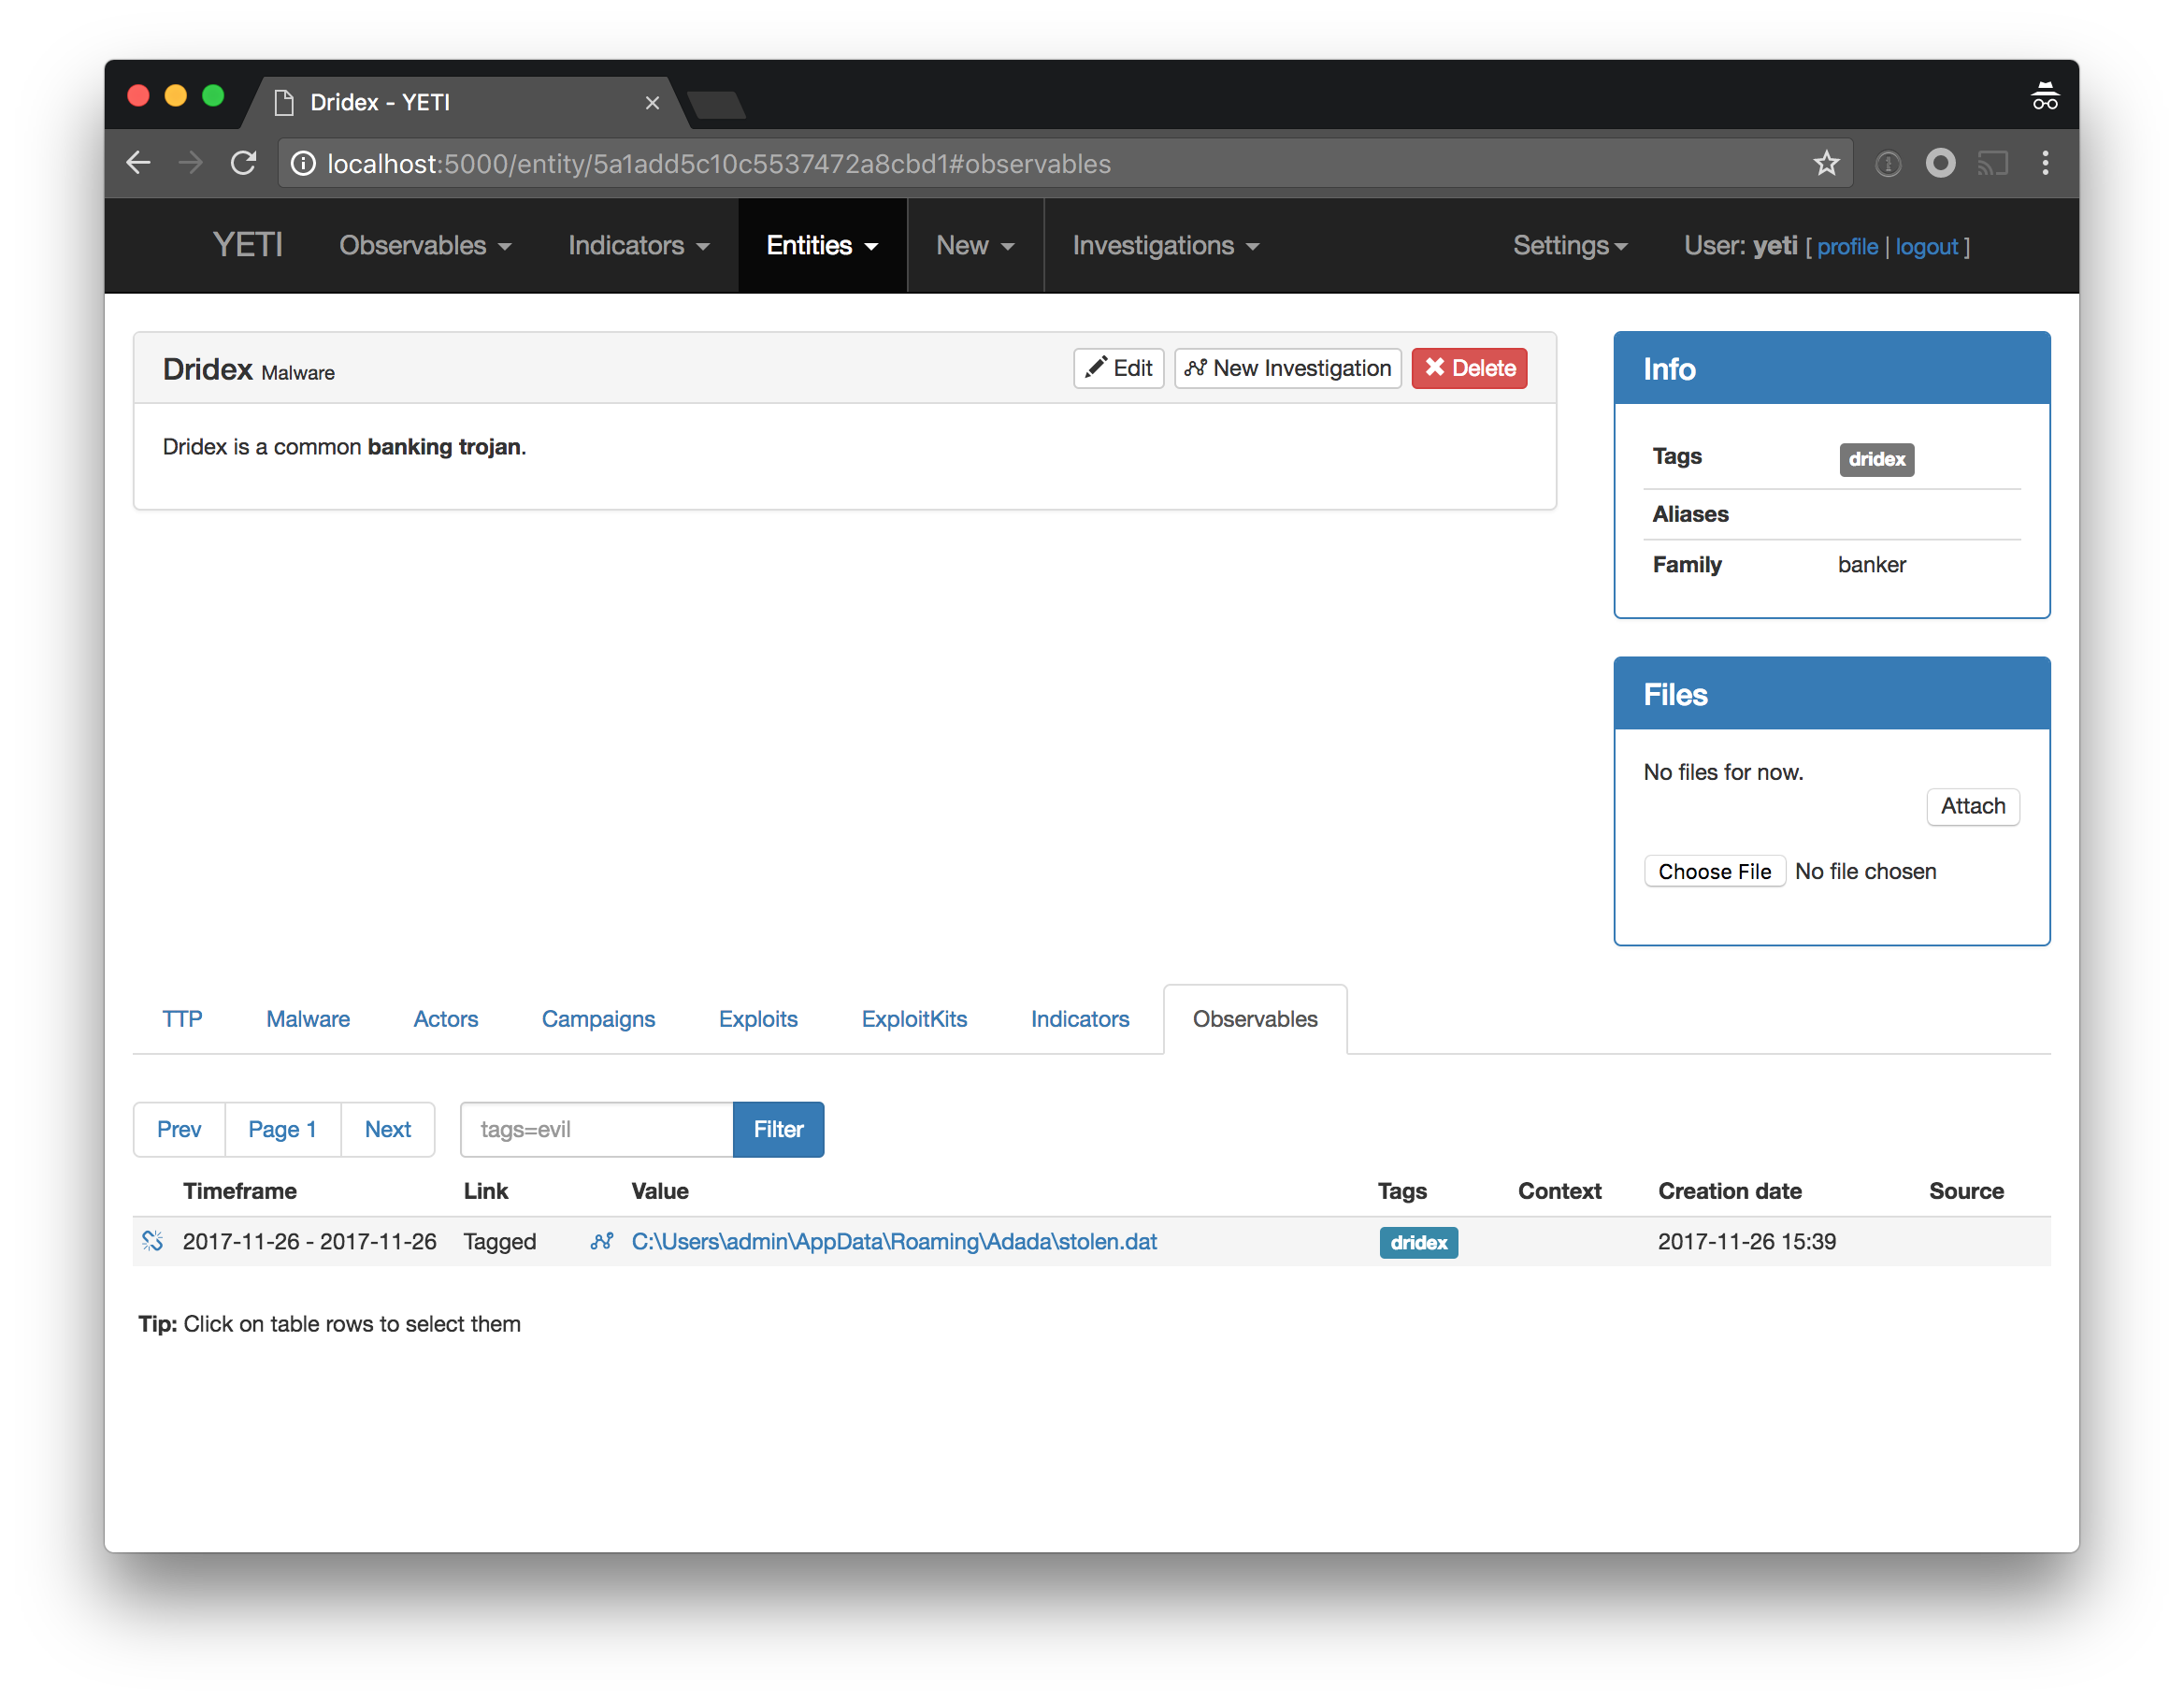 Dridex - YETI
localhost:5000/entity/5a1add5c10c5537472a8cbd1#observables
YETI Observables Indicators Entities New Investigations Settings User: yeti [ profile | logout ]
Dridex Malware Edit New Investigation Delete
Dridex is a common banking trojan.
Info
Tags dridex
Aliases
Family banker
Files
No files for now.
Attach
Choose File No file chosen
TTP Malware Actors Campaigns Exploits ExploitKits Indicators Observables
Prev Page 1 Next tags=evil Filter
Timeframe Link Value Tags Context Creation date Source
2017-11-26 - 2017-11-26 Tagged C:\Users\admin\AppData\Roaming\Adada\stolen.dat dridex 2017-11-26 15:39
Tip: Click on table rows to select them